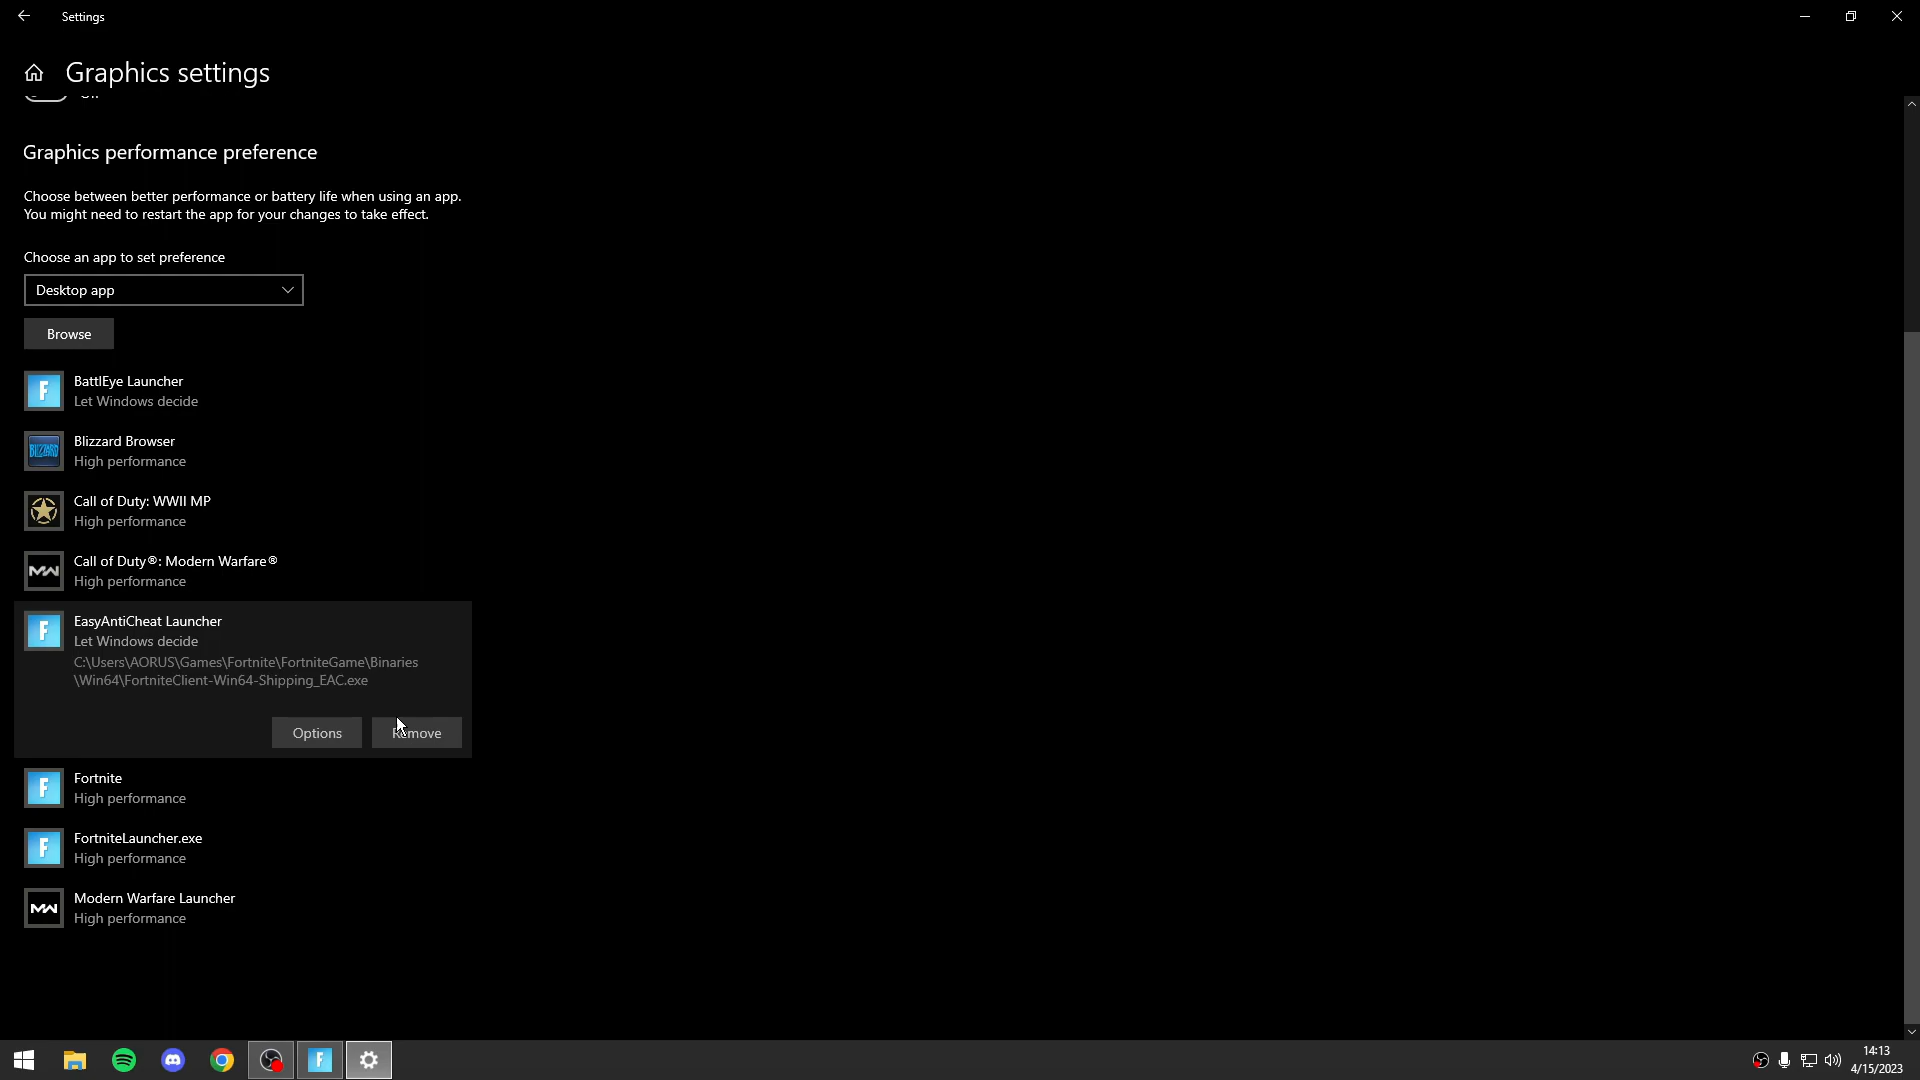 Settings
Graphics settings
Graphics performance preference
Choose between better performance or battery life when using an app.
You might need to restart the app for your changes to take effect.
Choose an app to set preference
Desktop app
Browse
F
BattlEye Launcher
Let Windows decide
BLIZZARD
Blizzard Browser
High performance
Call of Duty: WWII MP
High performance
MW
Call of Duty®: Modern Warfare®
High performance
F
EasyAntiCheat Launcher
Let Windows decide
C:\Users\AORUS\Games\Fortnite\FortniteGame\Binaries
\Win64\FortniteClient-Win64-Shipping_EAC.exe
Options
Remove
F
Fortnite
High performance
F
FortniteLauncher.exe
High performance
MW
Modern Warfare Launcher
High performance
F
14:13
4/15/2023